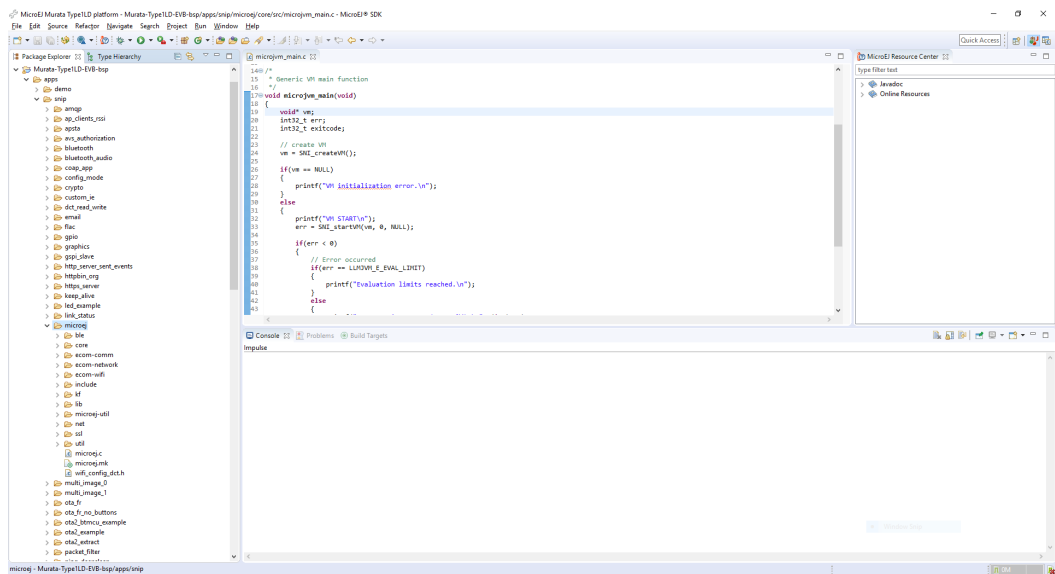 MicroEJ Murata Type1LD platform - Murata-Type1LD-EVB-bsp/apps/snip/microej/core/src/microjvm_main.c - MicroEJ® SDK
File Edit Source Refactor Navigate Search Project Run Window Help
Quick Access
Package Explorer
Type Hierarchy
Murata-Type1LD-EVB-bsp
apps
demo
snip
amqp
ap_clients_rssi
apsta
avs_authorization
bluetooth
bluetooth_audio
coap_app
config_mode
crypto
custom_ie
dct_read_write
email
flac
gpio
graphics
gspi_slave
http_server_sent_events
httpbin_org
https_server
keep_alive
led_example
link_status
microej
ble
core
ecom-comm
ecom-network
ecom-wifi
include
kf
lib
microej-util
net
ssl
util
microej.c
microej.mk
wifi_config_dct.h
multi_image_0
multi_image_1
ota_fr
ota_fr_no_buttons
ota2_btmcu_example
ota2_example
ota2_extract
packet_filter
microjvm_main.c
14 /*
15 * Generic VM main function
16 */
17 void microjvm_main(void)
18 {
19 void* vm;
20 int32_t err;
21 int32_t exitcode;
22
23 // create VM
24 vm = SNI_createVM();
25
26 if(vm == NULL)
27 {
28 printf("VM initialization error.\n");
29 }
30 else
31 {
32 printf("VM START\n");
33 err = SNI_startVM(vm, 0, NULL);
34
35 if(err < 0)
36 {
37 // Error occurred
38 if(err == LLMJVM_E_EVAL_LIMIT)
39 {
40 printf("Evaluation limits reached.\n");
41 }
42 else
43 {
MicroEJ Resource Center
type filter text
Javadoc
Online Resources
Console
Problems
Build Targets
Impulse
Window Snip
microej - Murata-Type1LD-EVB-bsp/apps/snip